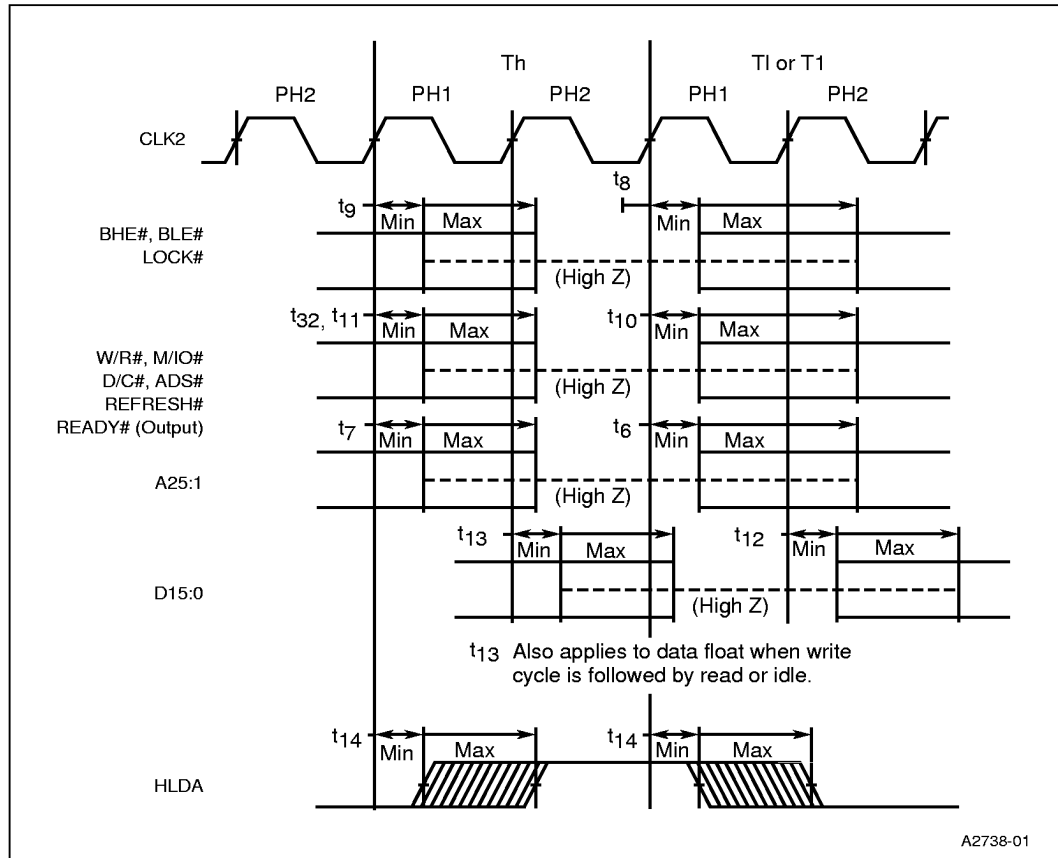 Th
TI or T1
PH2
PH1
PH2
PH1
PH2
CLK2
t8
t9
Min
Max
Min
Max
BHE#, BLE#
LOCK#
(High Z)
t32, t11
Min
Max
t10
Min
Max
W/R#, M/IO#
D/C#, ADS#
REFRESH#
READY# (Output)
(High Z)
t7
Min
Max
t6
Min
Max
A25:1
(High Z)
t13
Min
Max
t12
Min
Max
D15:0
(High Z)
t13 Also applies to data float when write
cycle is followed by read or idle.
t14
Min
Max
t14
Min
Max
HLDA
A2738-01